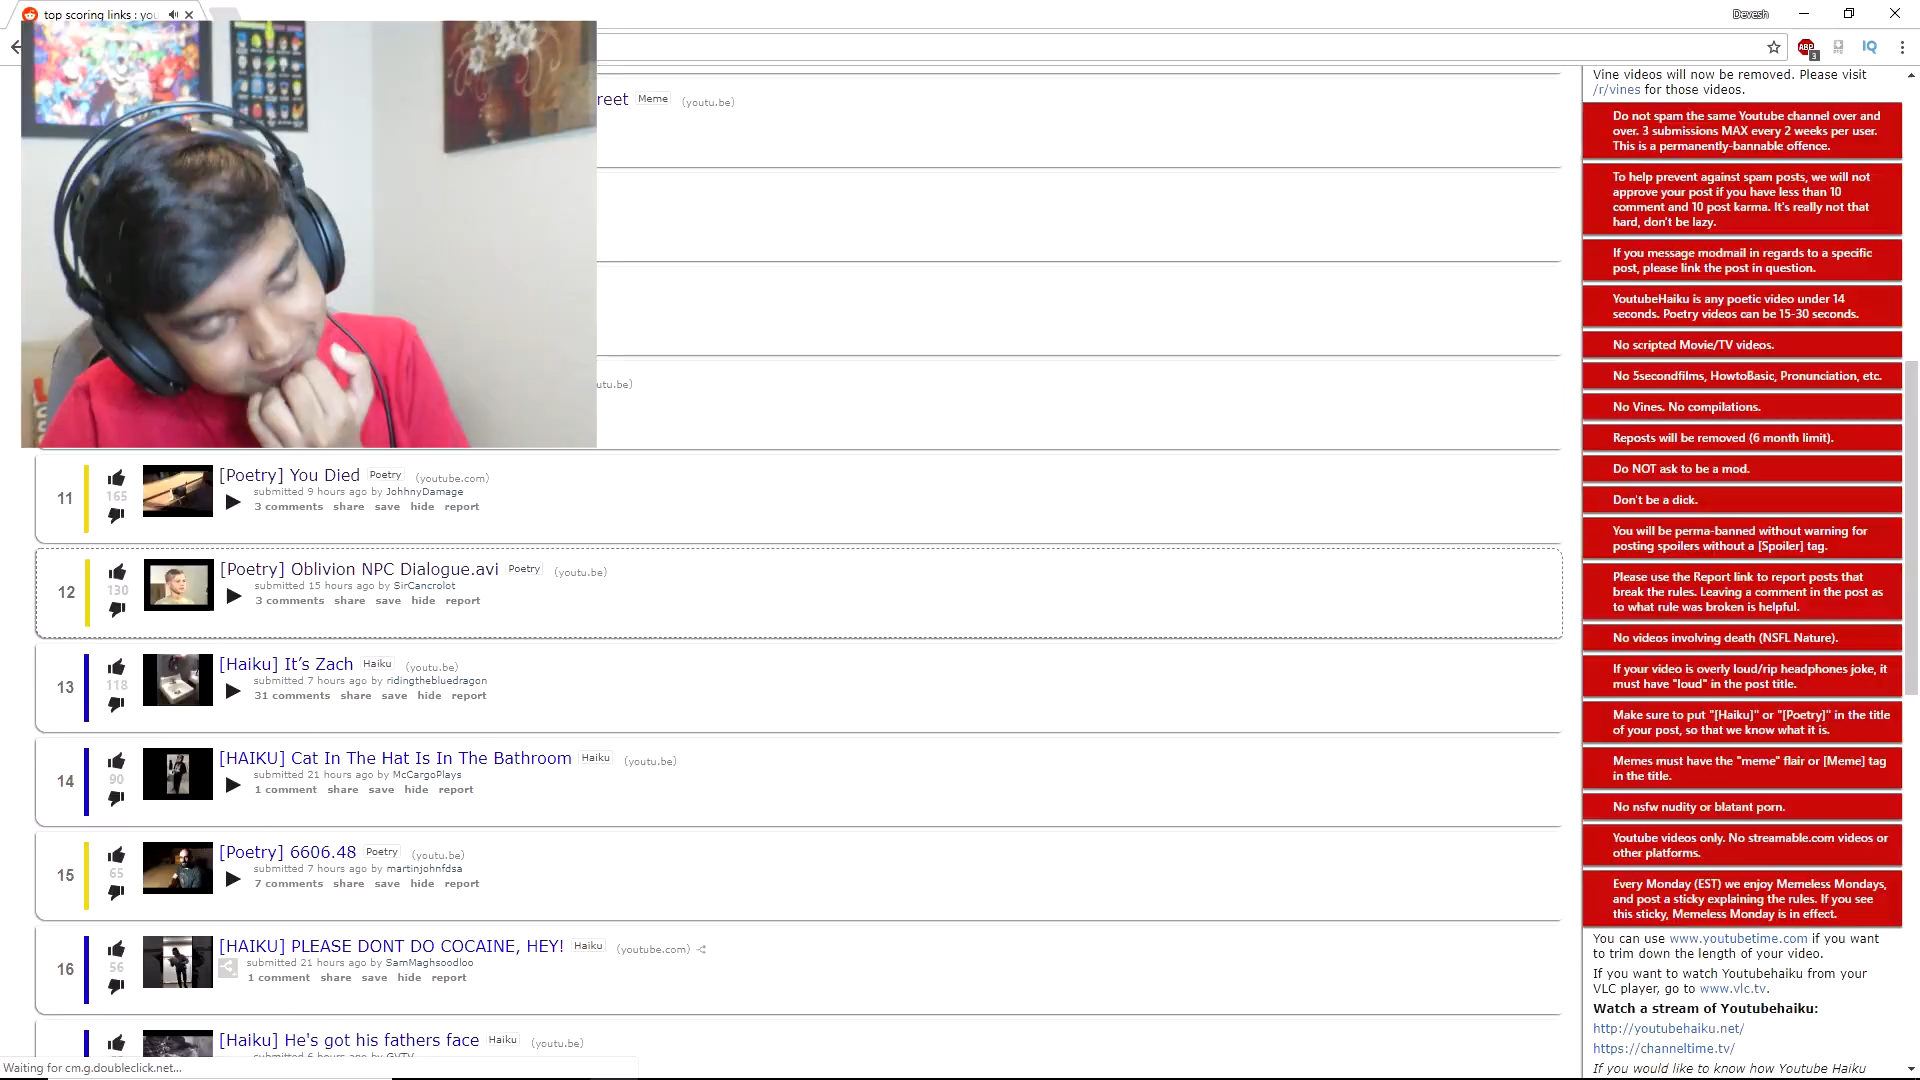 top scoring links : you
Devesh
ABP
3
IQ
reet Meme (youtu.be)
utu.be)
11
165
[Poetry] You Died Poetry (youtube.com)
submitted 9 hours ago by JohhnyDamage
3 comments share save hide report
12
130
[Poetry] Oblivion NPC Dialogue.avi Poetry (youtu.be)
submitted 15 hours ago by SirCancrolot
3 comments share save hide report
13
118
[Haiku] It’s Zach Haiku (youtu.be)
submitted 7 hours ago by ridingthebluedragon
31 comments share save hide report
14
90
[HAIKU] Cat In The Hat Is In The Bathroom Haiku (youtu.be)
submitted 21 hours ago by McCargoPlays
1 comment share save hide report
15
65
[Poetry] 6606.48 Poetry (youtu.be)
submitted 7 hours ago by martinjohnfdsa
7 comments share save hide report
16
56
[HAIKU] PLEASE DONT DO COCAINE, HEY! Haiku (youtube.com)
submitted 21 hours ago by SamMaghsoodloo
1 comment share save hide report
[Haiku] He's got his fathers face Haiku (youtu.be)
submitted 6 hours ago by GVTV
Waiting for cm.g.doubleclick.net...
Vine videos will now be removed. Please visit
/r/vines for those videos.
Do not spam the same Youtube channel over and
over. 3 submissions MAX every 2 weeks per user.
This is a permanently-bannable offence.
To help prevent against spam posts, we will not
approve your post if you have less than 10
comment and 10 post karma. It's really not that
hard, don't be lazy.
If you message modmail in regards to a specific
post, please link the post in question.
YoutubeHaiku is any poetic video under 14
seconds. Poetry videos can be 15-30 seconds.
No scripted Movie/TV videos.
No 5secondfilms, HowtoBasic, Pronunciation, etc.
No Vines. No compilations.
Reposts will be removed (6 month limit).
Do NOT ask to be a mod.
Don't be a dick.
You will be perma-banned without warning for
posting spoilers without a [Spoiler] tag.
Please use the Report link to report posts that
break the rules. Leaving a comment in the post as
to what rule was broken is helpful.
No videos involving death (NSFL Nature).
If your video is overly loud/rip headphones joke, it
must have "loud" in the post title.
Make sure to put "[Haiku]" or "[Poetry]" in the title
of your post, so that we know what it is.
Memes must have the "meme" flair or [Meme] tag
in the title.
No nsfw nudity or blatant porn.
Youtube videos only. No streamable.com videos or
other platforms.
Every Monday (EST) we enjoy Memeless Mondays,
and post a sticky explaining the rules. If you see
this sticky, Memeless Monday is in effect.
You can use www.youtubetime.com if you want
to trim down the length of your video.
If you want to watch Youtubehaiku from your
VLC player, go to www.vlc.tv.
Watch a stream of Youtubehaiku:
http://youtubehaiku.net/
https://channeltime.tv/
If you would like to know how Youtube Haiku